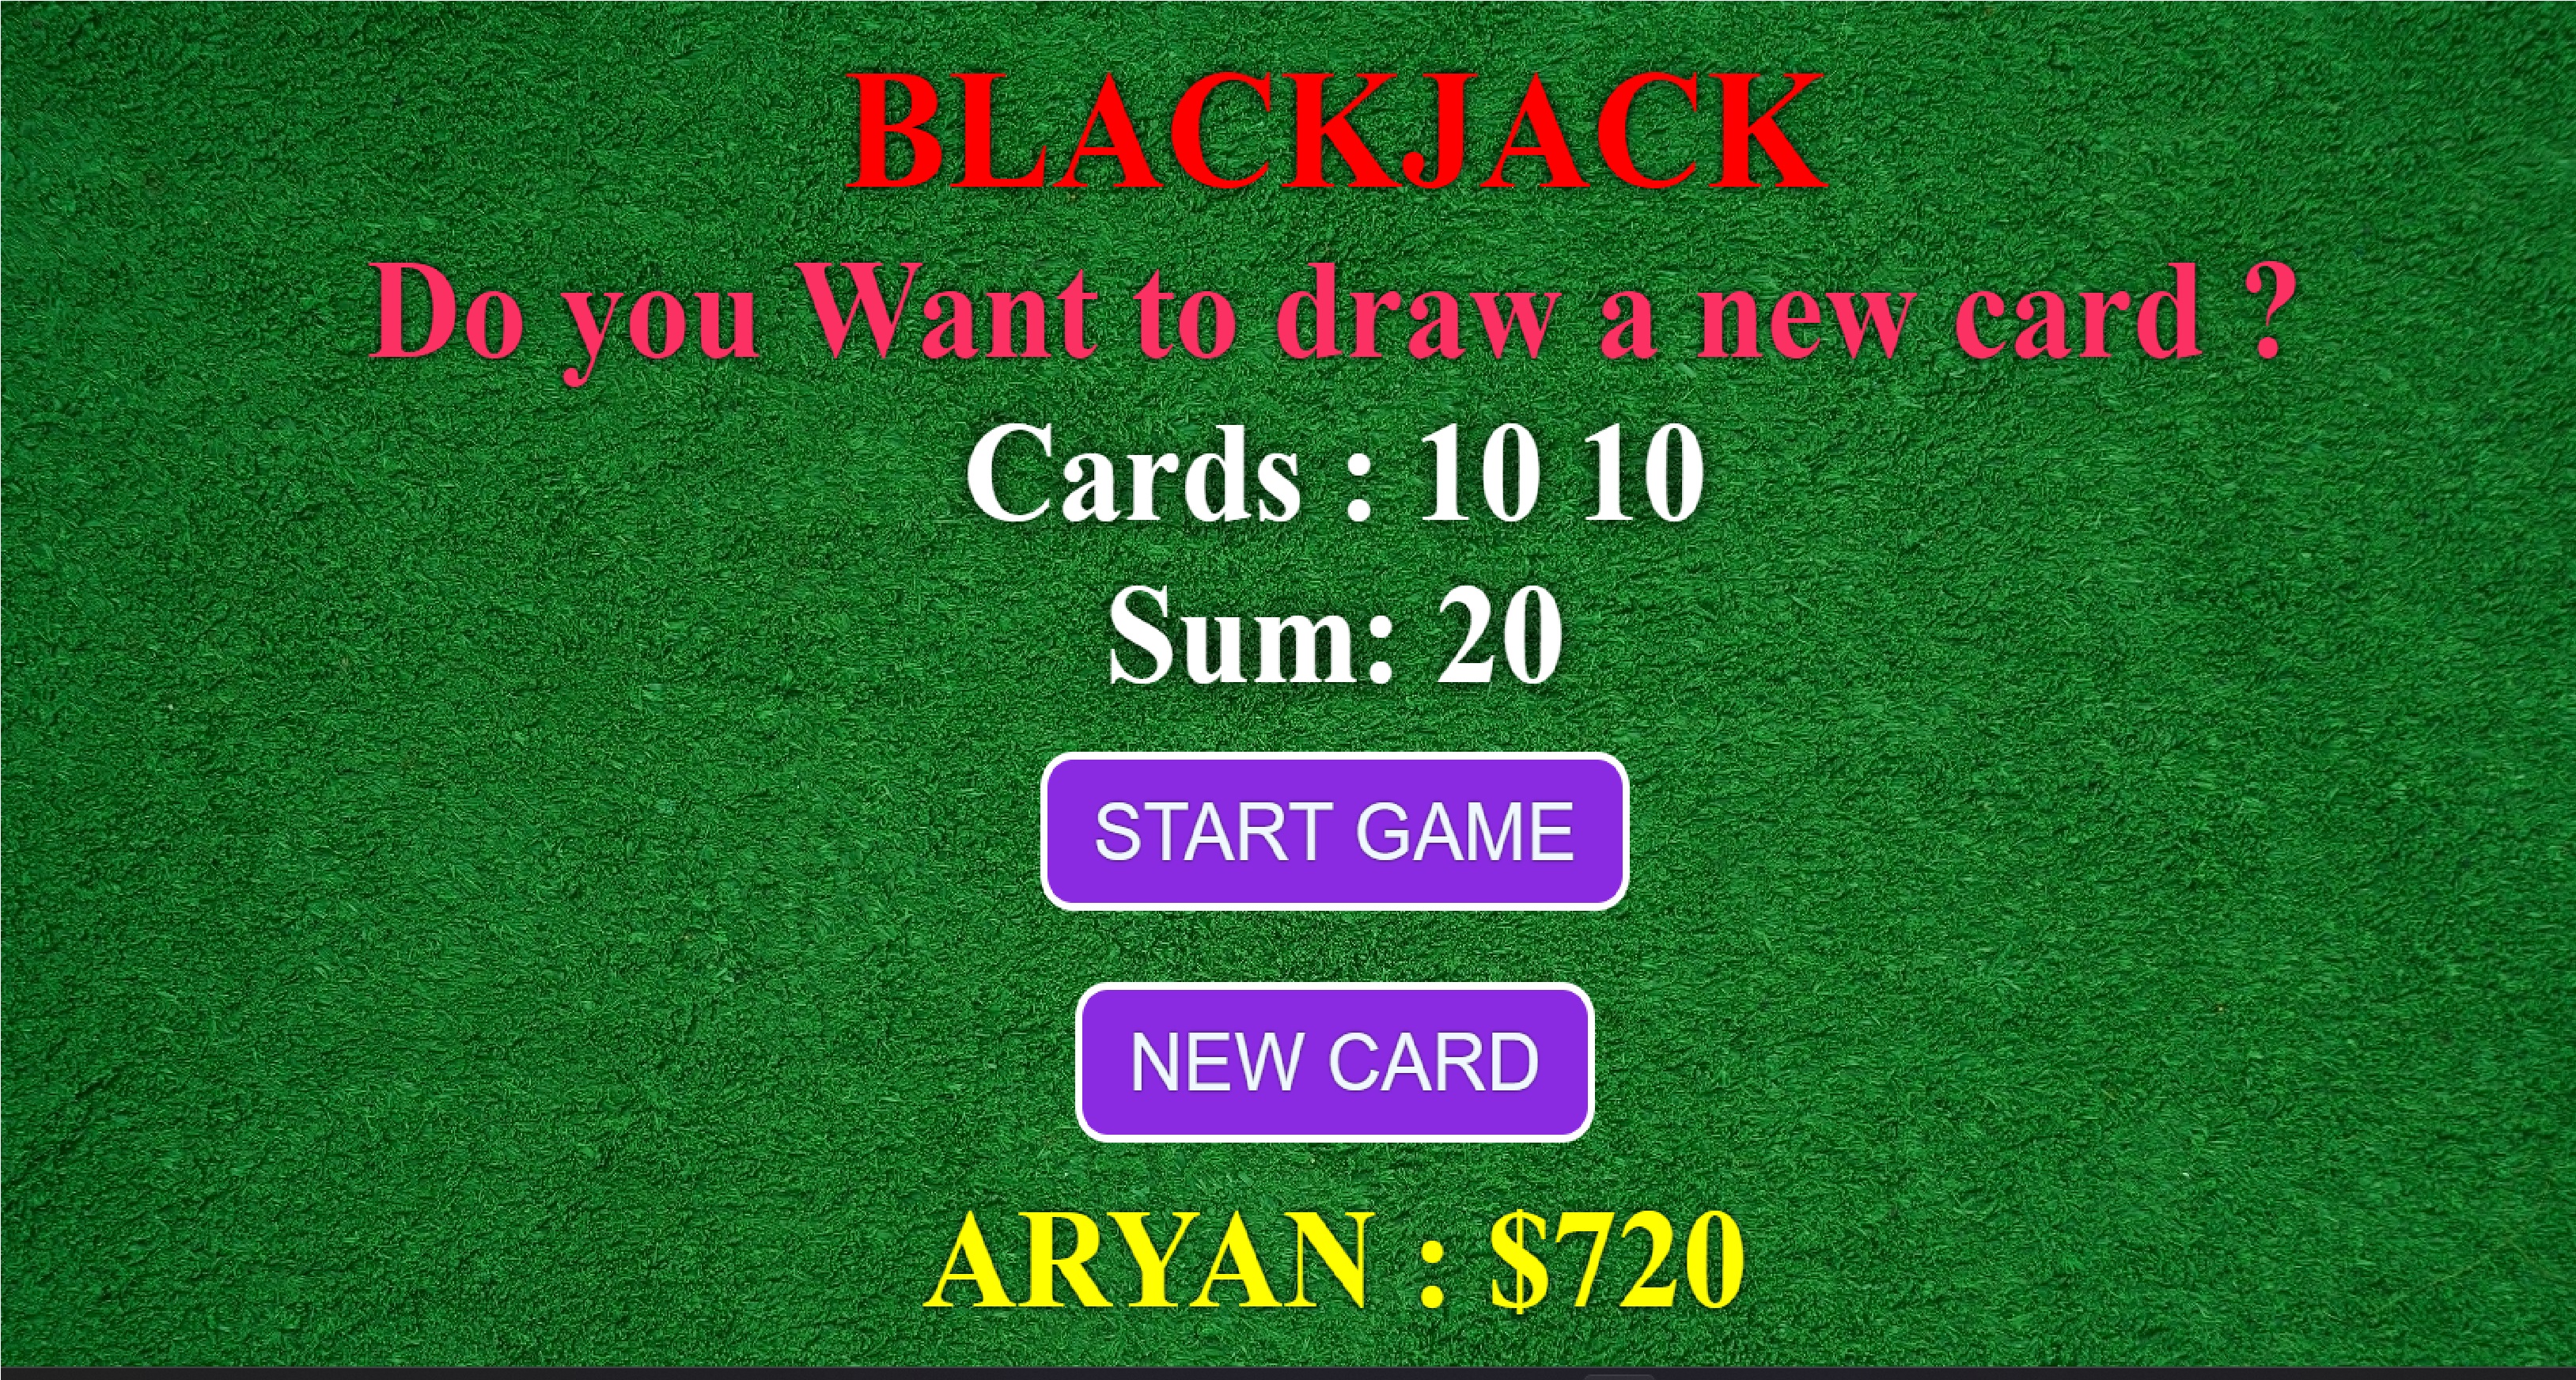 BLACKJACK
Do you Want to draw a new card ?
Cards : 10 10
Sum: 20
START GAME
NEW CARD
ARYAN : $720